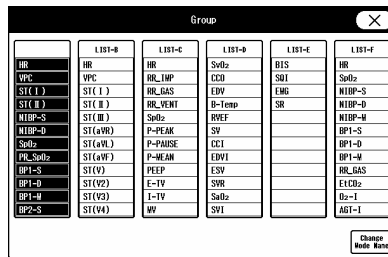 Group
LIST-B LIST-C LIST-D LIST-E LIST-F
HR HR HR SvO2 BIS HR
VPC VPC RR_IMP CCO SQI SpO2
ST(Ⅰ) ST(Ⅰ) RR_GAS EDV EMG NIBP-S
ST(Ⅱ) ST(Ⅱ) RR_VENT B-Temp SR NIBP-D
NIBP-S ST(Ⅲ) SpO2 RVEF NIBP-M
NIBP-D ST(aVR) P-PEAK SV BP1-S
SpO2 ST(aVL) P-PAUSE CCI BP1-D
PR_SpO2 ST(aVF) P-MEAN EDVI BP1-M
BP1-S ST(V) PEEP ESV RR_GAS
BP1-D ST(V2) E-TV SVR EtCO2
BP1-M ST(V3) I-TV SaO2 O2-I
BP2-S ST(V4) MV SVI AGT-I
Change
Mode Name